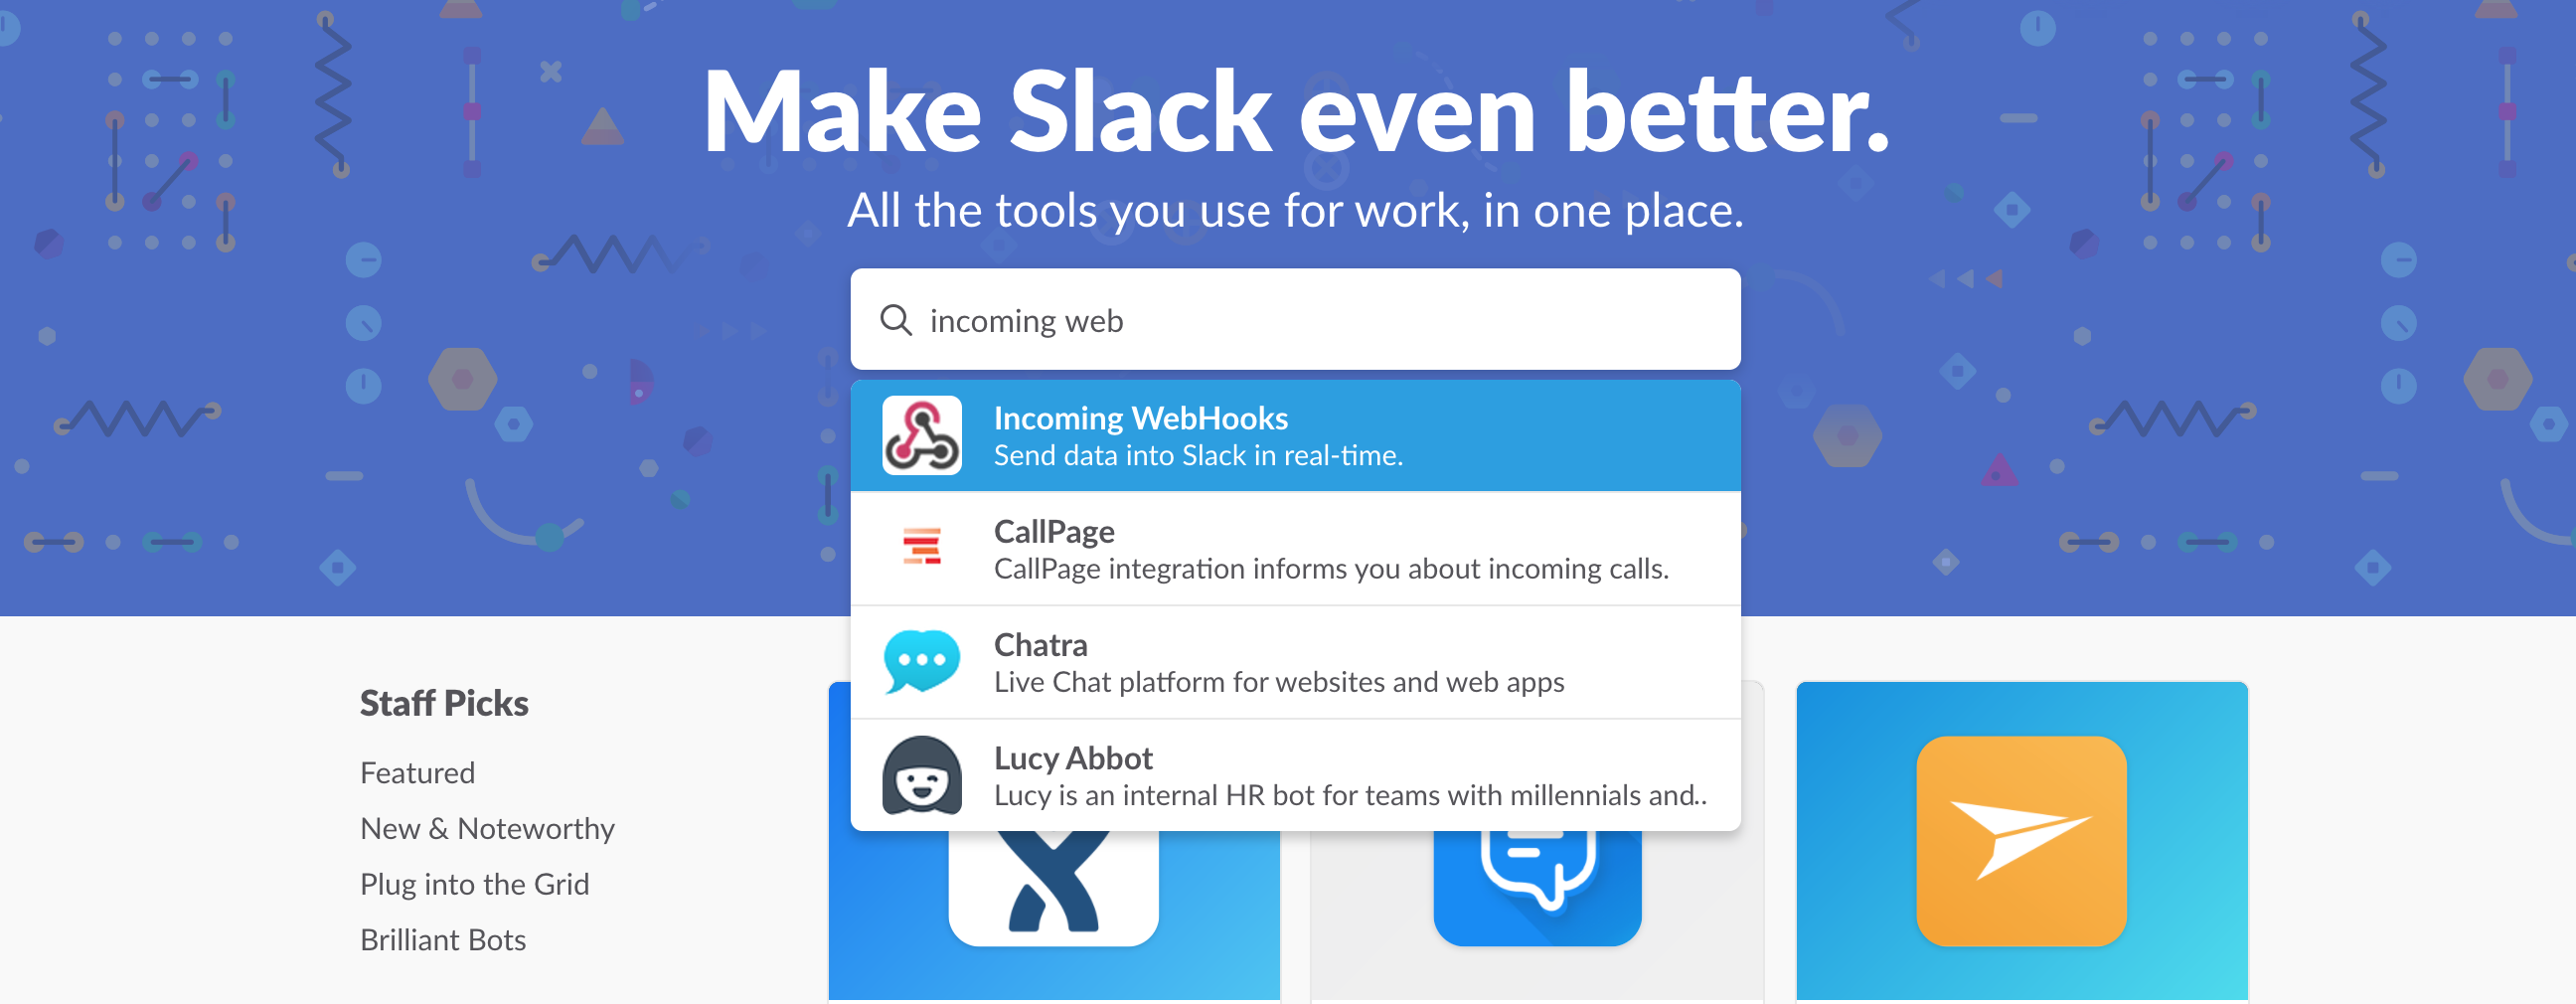 Make Slack even better.
All the tools you use for work, in one place.
incoming web
Incoming WebHooks
Send data into Slack in real-time.
CallPage
CallPage integration informs you about incoming calls.
Chatra
Live Chat platform for websites and web apps
Lucy Abbot
Lucy is an internal HR bot for teams with millennials and..
Staff Picks
Featured
New & Noteworthy
Plug into the Grid
Brilliant Bots